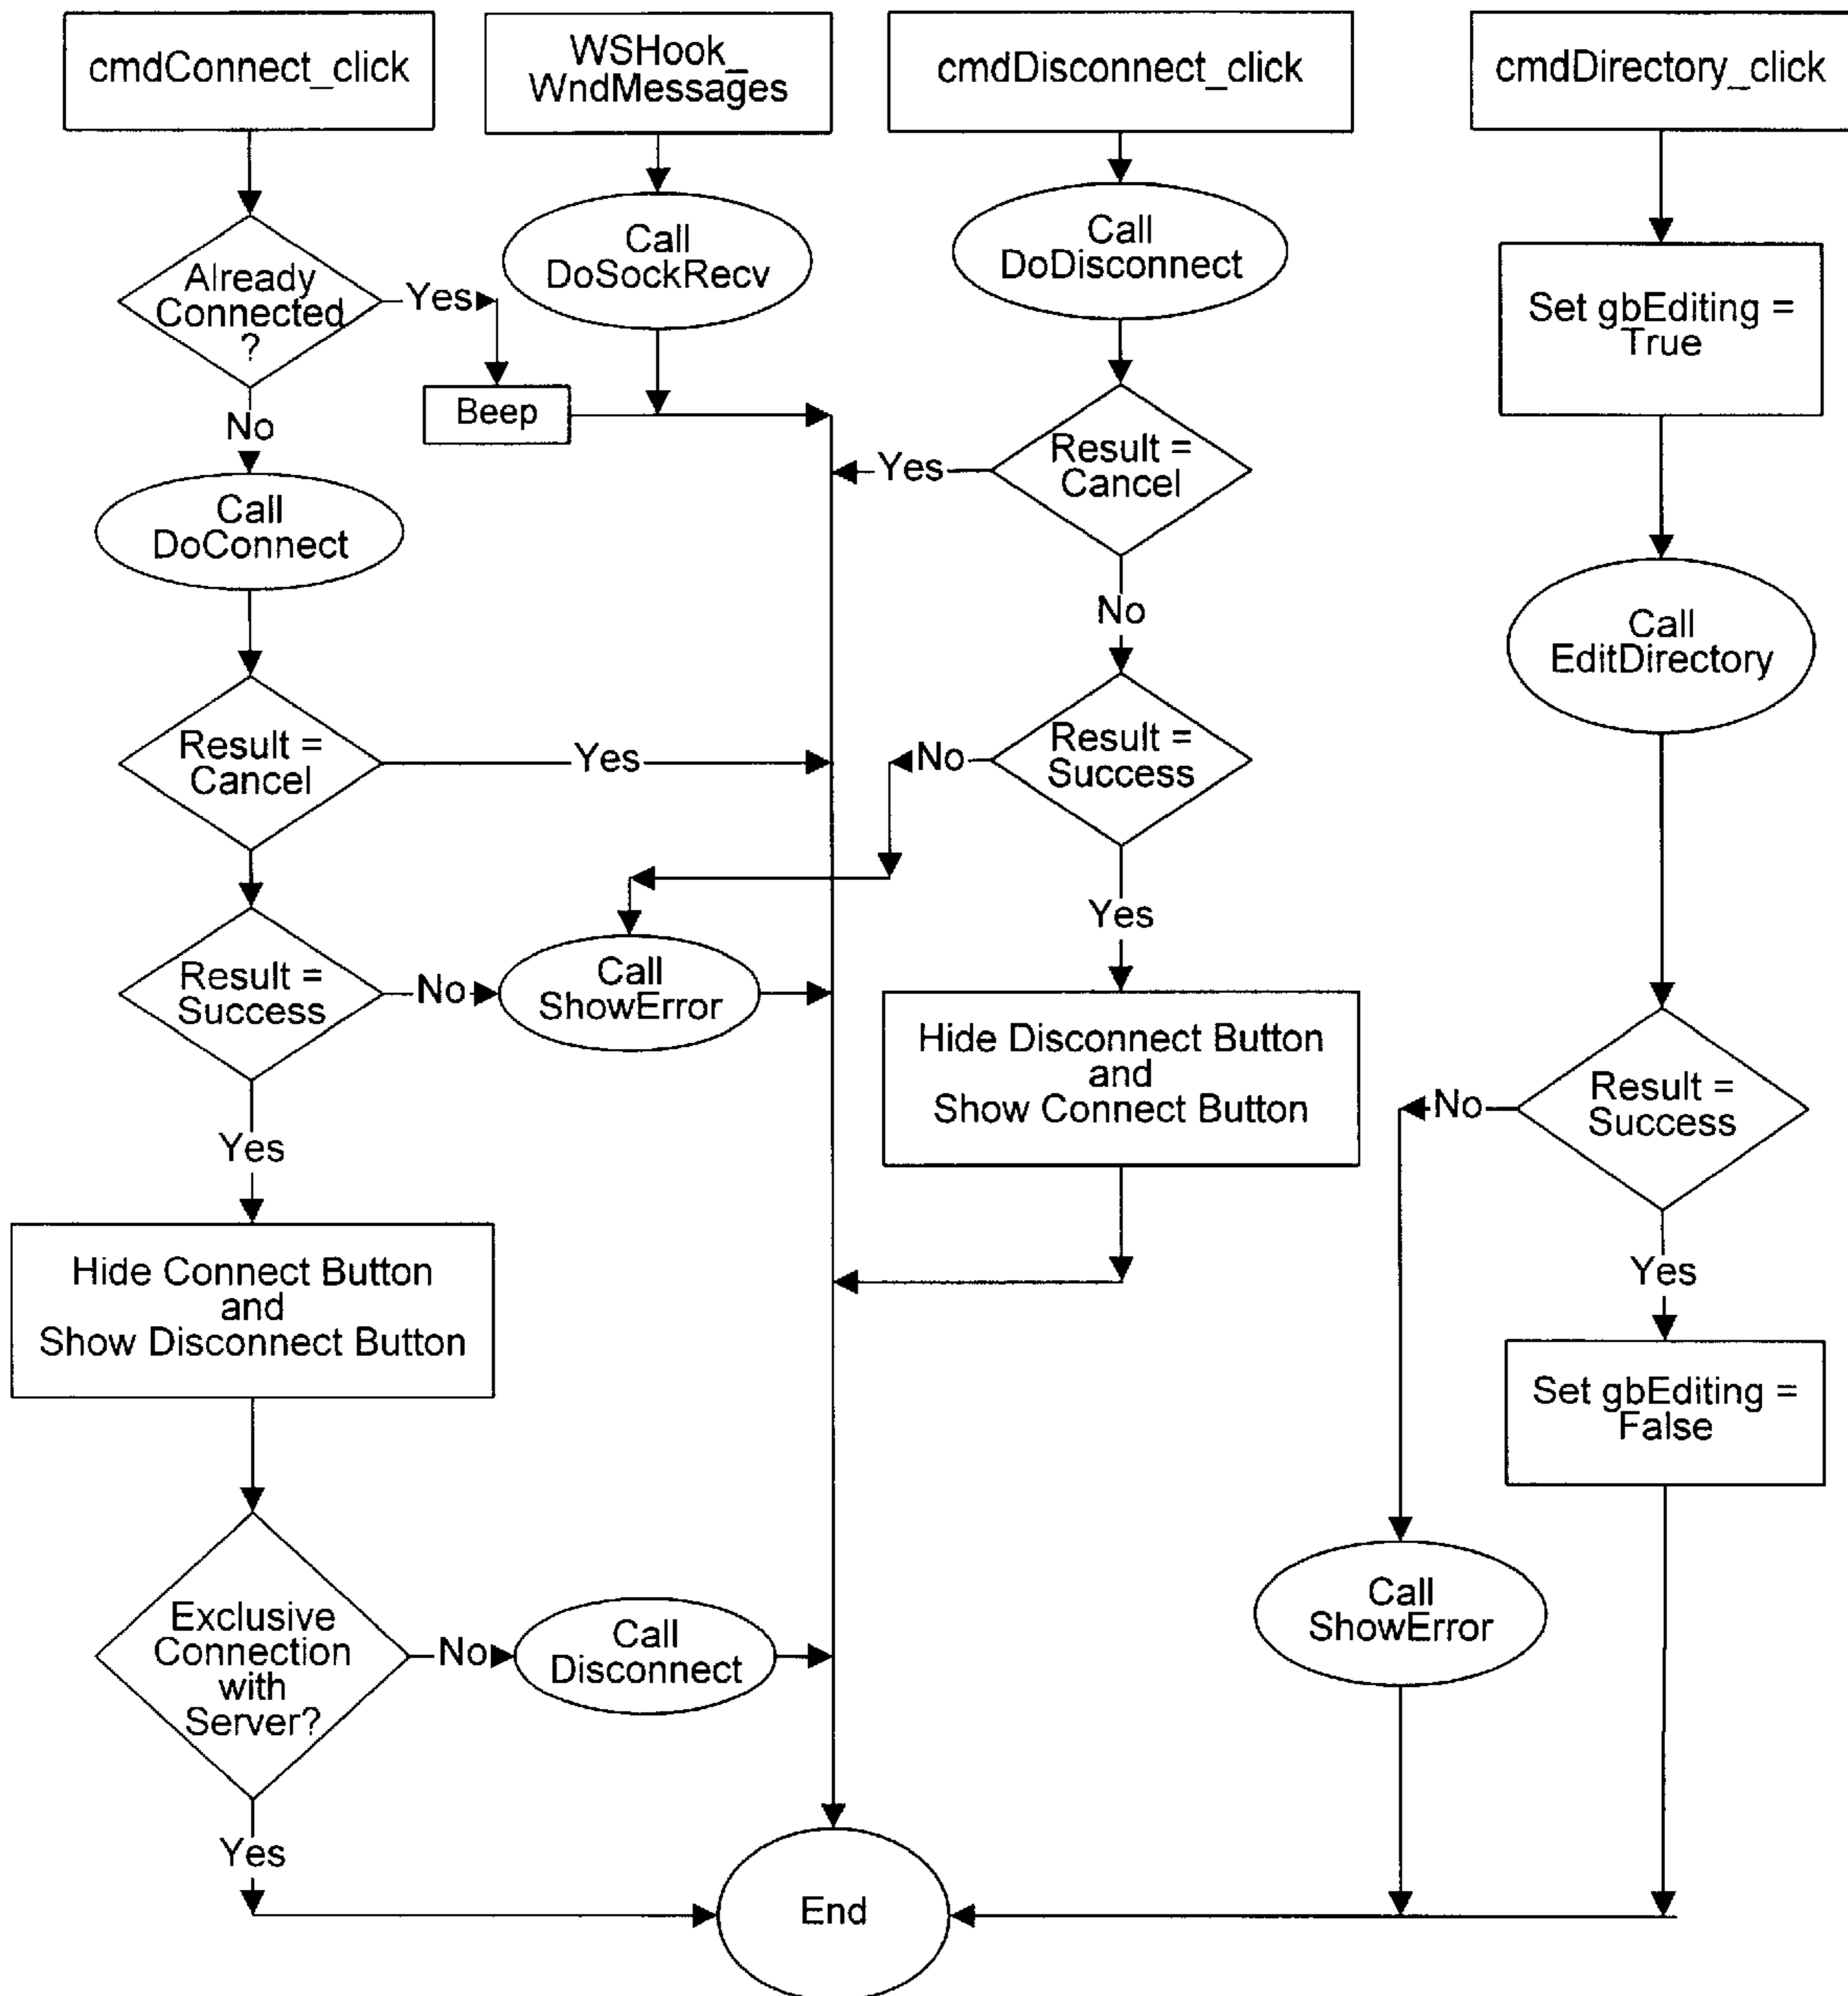 cmdConnect_click
WSHook_
WndMessages
cmdDisconnect_click
cmdDirectory_click
Already
Connected
?
Yes
No
Beep
Call
DoSockRecv
Call
DoDisconnect
Set gbEditing =
True
Call
DoConnect
Result =
Cancel
Yes
No
Call
EditDirectory
Result =
Cancel
Yes
Result =
Success
No
Yes
Result =
Success
No
Call
ShowError
Yes
Hide Disconnect Button
and
Show Connect Button
Result =
Success
No
Yes
Hide Connect Button
and
Show Disconnect Button
Set gbEditing =
False
Exclusive
Connection
with
Server?
No
Call
Disconnect
Yes
Call
ShowError
End